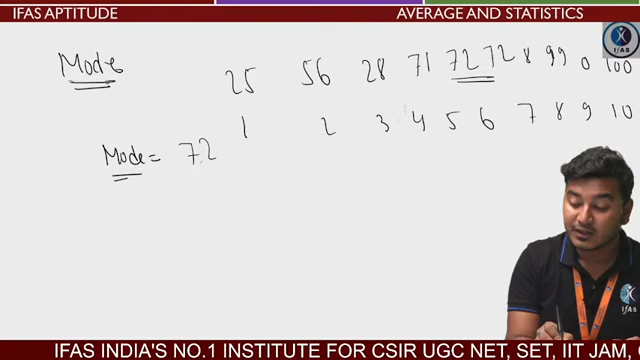 IFAS APTITUDE
AVERAGE AND STATISTICS
Mode 25 56 28 71 72 72 8 99 0 100
1 2 3 4 5 6 7 8 9 10
Mode = 72
iFAS
iFAS
IFAS INDIA'S NO.1 INSTITUTE FOR CSIR UGC NET, SET, IIT JAM,